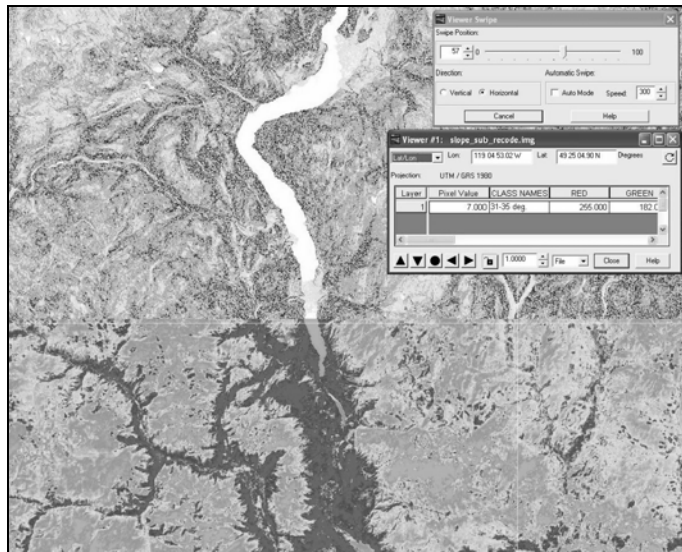 Viewer Swipe
Swipe Position:
57 0 100
Direction: Automatic Swipe:
Vertical Horizontal Auto Mode Speed: 300
Cancel Help
Viewer #1: slope_sub_recode.img
Lat/Lon Lon: 119 04 53.02 W Lat: 49 25 04.90 N Degrees
Projection: UTM / GRS 1980
Layer Pixel Value CLASS NAMES RED GREEN
1 7.000 31-35 deg. 255.000 182.0
1.0000 File Close Help